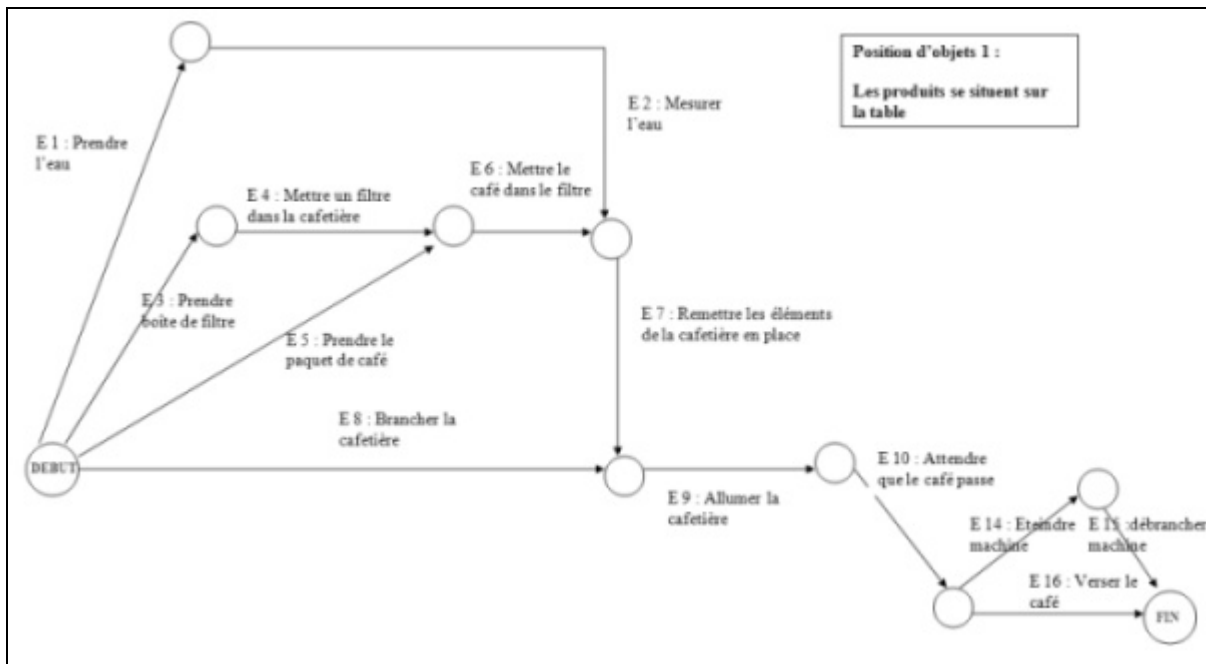 Position d'objets 1 :
Les produits se situent sur
la table
E 1 : Prendre
l'eau
E 2 : Mesurer
l'eau
E 6 : Mettre le
café dans le filtre
E 4 : Mettre un filtre
dans la cafetière
E 3 : Prendre
boîte de filtre
E 5 : Prendre le
paquet de café
E 7 : Remettre les éléments
de la cafetière en place
E 8 : Brancher la
cafetière
DEBUT
E 9 : Allumer la
cafetière
E 10 : Attendre
que le café passe
E 14 : Eteindre
machine
E 15 :débrancher
machine
E 16 : Verser le
café
FIN